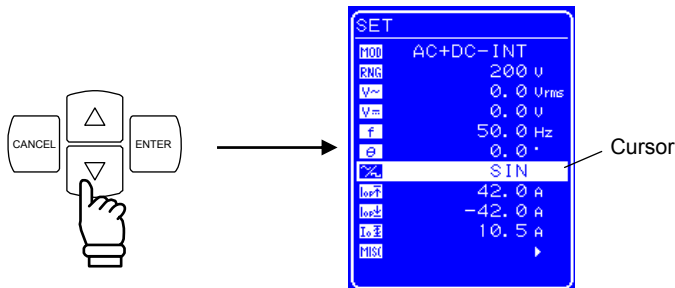 CANCEL
ENTER
SET
MOD AC+DC-INT
RNG 200 V
V~ 0.0 Vrms
V⎓ 0.0 V
f 50.0 Hz
θ 0.0 °
SIN
Iop↑ 42.0 A
Iop↓ -42.0 A
Io 10.5 A
MISC
Cursor